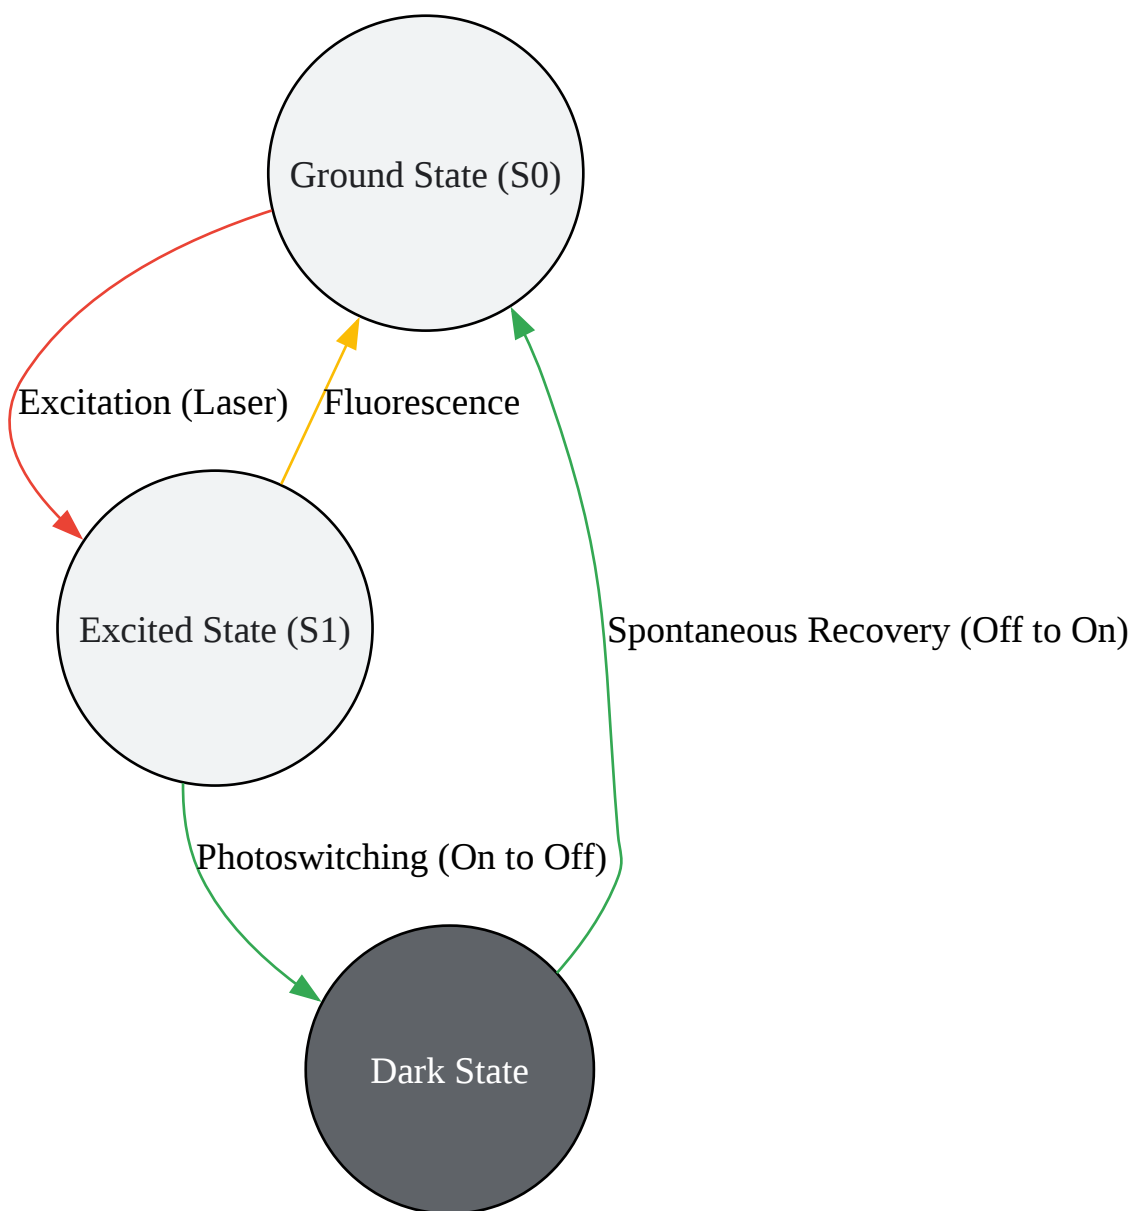 Ground State (S0)
Excitation (Laser)
Fluorescence
Excited State (S1)
Spontaneous Recovery (Off to On)
Photoswitching (On to Off)
Dark State